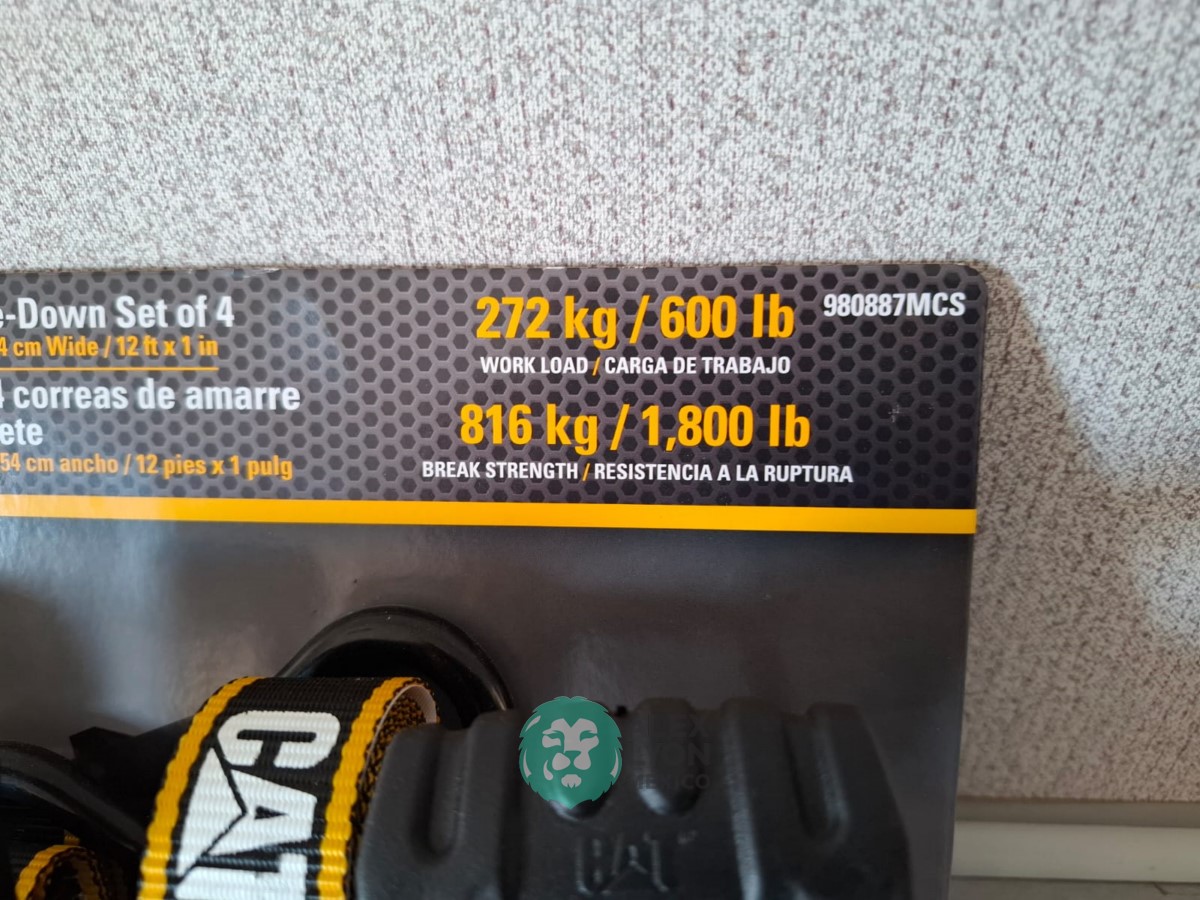 e-Down Set of 4
4 cm Wide / 12 ft x 1 in
4 correas de amarre
ete
54 cm ancho / 12 pies x 1 pulg
272 kg / 600 lb
WORK LOAD / CARGA DE TRABAJO
816 kg / 1,800 lb
BREAK STRENGTH / RESISTENCIA A LA RUPTURA
980887MCS
CAT
CAT